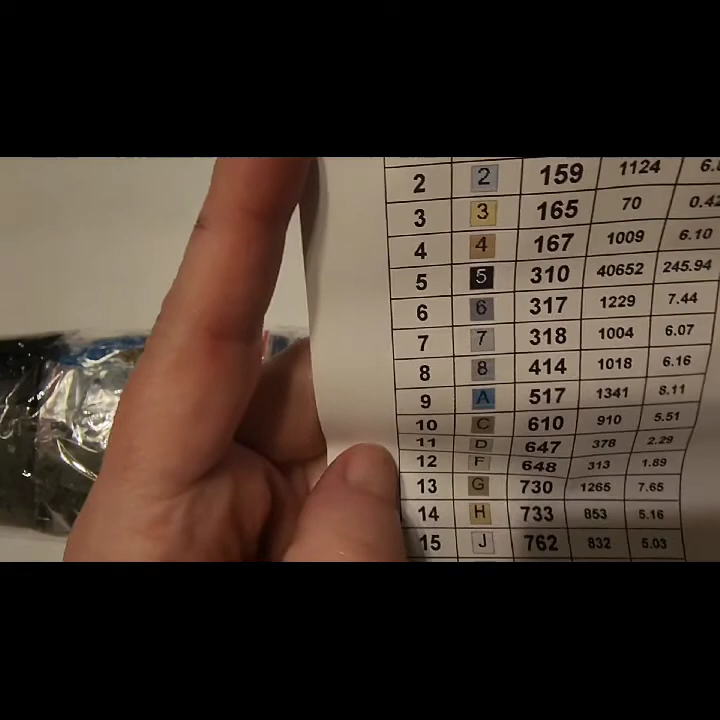 2 2 159 1124
3 3 165 70
4 4 167 1009 6.10
5 5 310 40652 245.94
6 6 317 1229 7.44
7 7 318 1004 6.07
8 8 414 1018 6.16
9 A 517 1341 8.11
10 C 610 910 5.51
11 D 647 378 2.29
12 F 648 313 1.89
13 G 730 1265 7.65
14 H 733 853 5.16
15 J 762 832 5.03